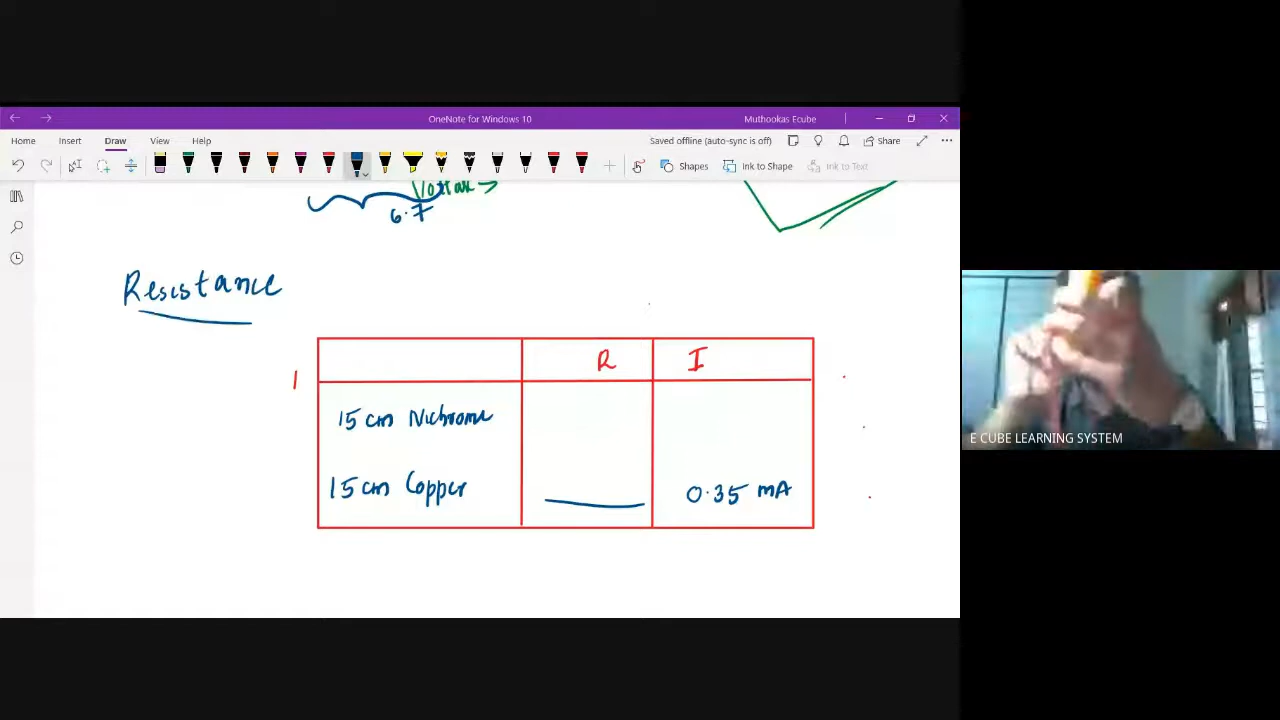 OneNote for Windows 10
Muthookas Ecube
Home Insert Draw View Help
Saved offline (auto-sync is off)
Share
Shapes
Ink to Shape
Ink to Text
6.7
Resistance
R I
1
15 cm Nichrome
15 cm Copper 0.35 mA
E CUBE LEARNING SYSTEM